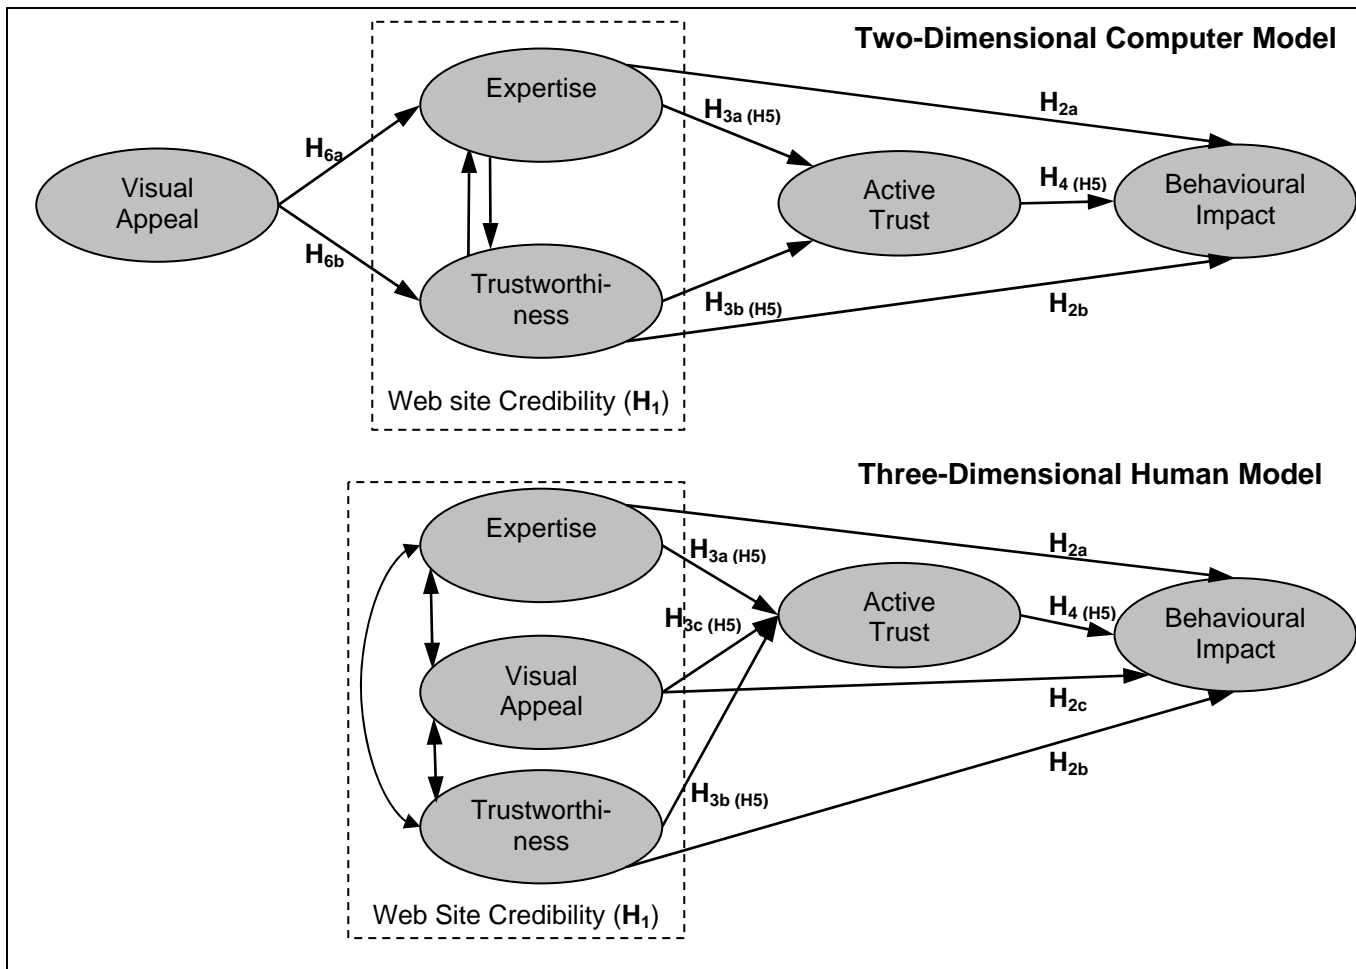 Two-Dimensional Computer Model
Expertise
H3a (H5)
H2a
H6a
Visual
Appeal
Active
Trust
H4 (H5)
Behavioural
Impact
H6b
Trustworthi-
ness
H3b (H5)
H2b
Web site Credibility (H1)
Three-Dimensional Human Model
Expertise
H3a (H5)
H2a
Active
Trust
H4 (H5)
Behavioural
Impact
H3c (H5)
Visual
Appeal
H2c
H2b
H3b (H5)
Trustworthi-
ness
Web Site Credibility (H1)